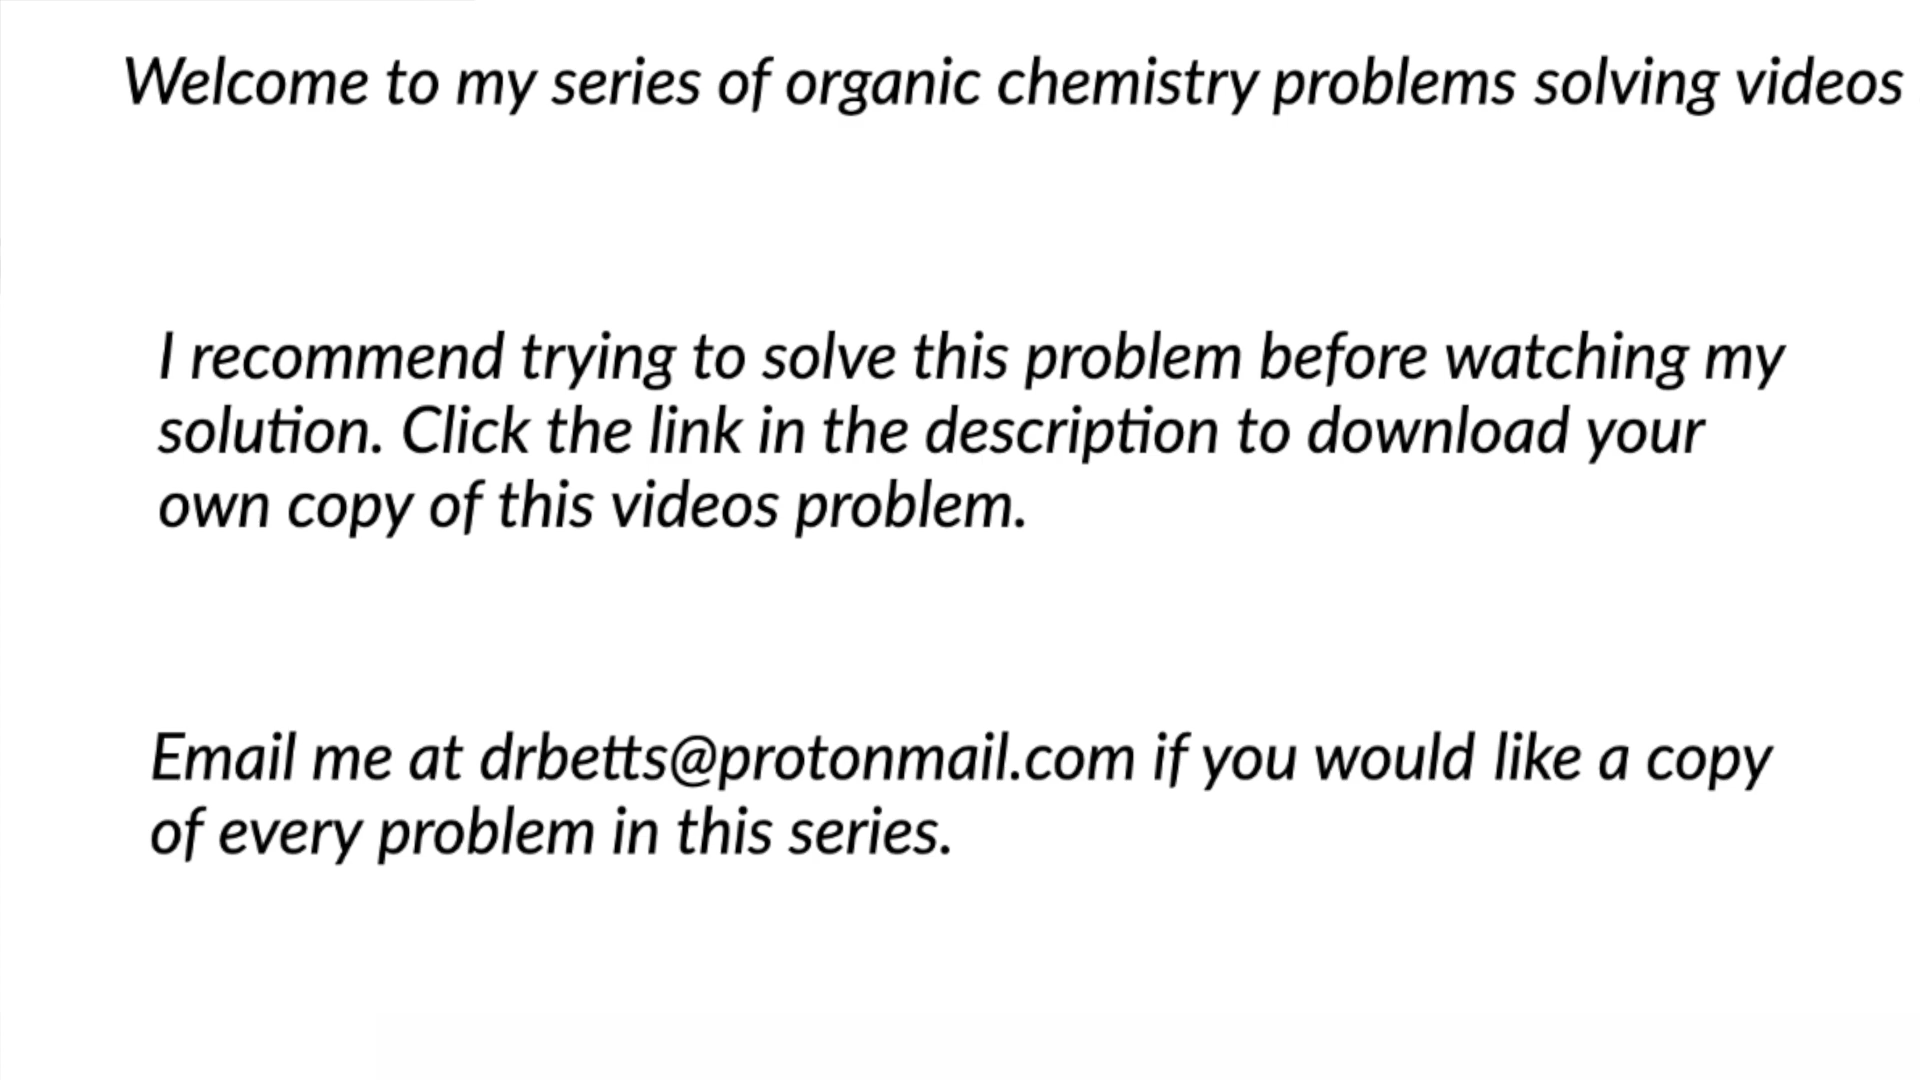 Welcome to my series of organic chemistry problems solving videos
I recommend trying to solve this problem before watching my
solution. Click the link in the description to download your
own copy of this videos problem.
Email me at drbetts@protonmail.com if you would like a copy
of every problem in this series.